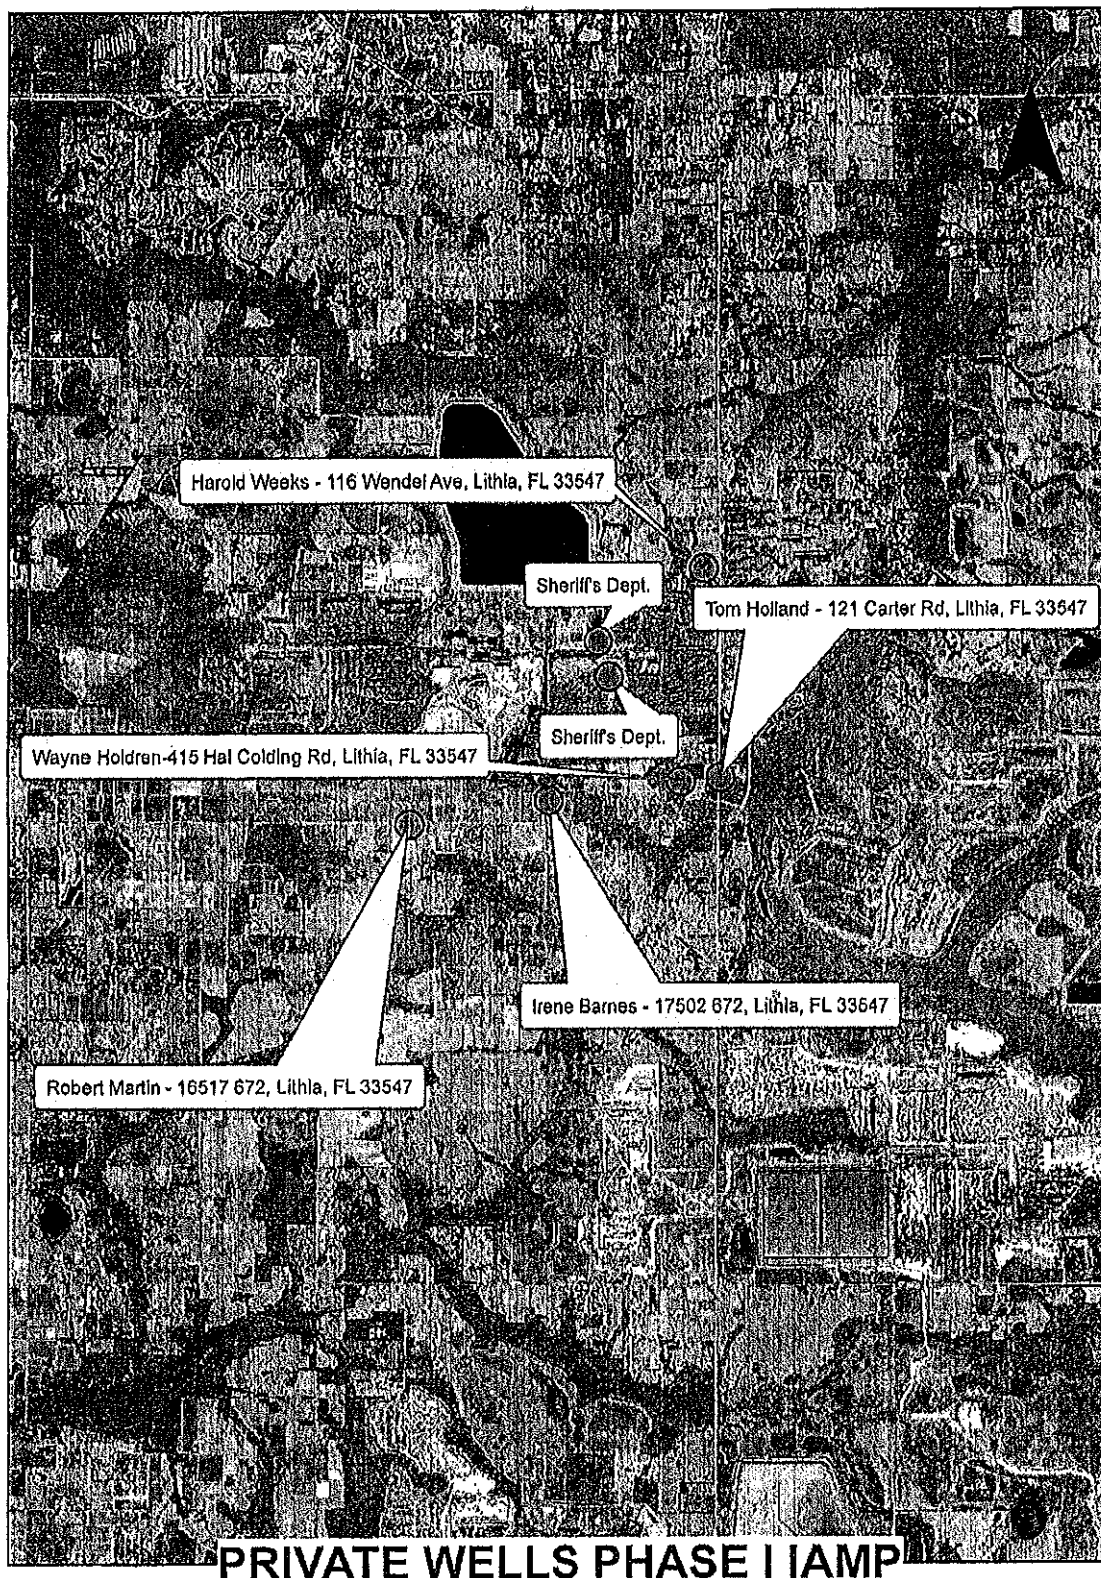 Harold Weeks - 116 Wendel Ave, Lithia, FL 33547
Sheriff's Dept.
Tom Holland - 121 Carter Rd, Lithia, FL 33547
Sheriff's Dept.
Wayne Holdren-415 Hal Colding Rd, Lithia, FL 33547
Irene Barnes - 17502 672, Lithia, FL 33547
Robert Martin - 16517 672, Lithia, FL 33547
PRIVATE WELLS PHASE I IAMP